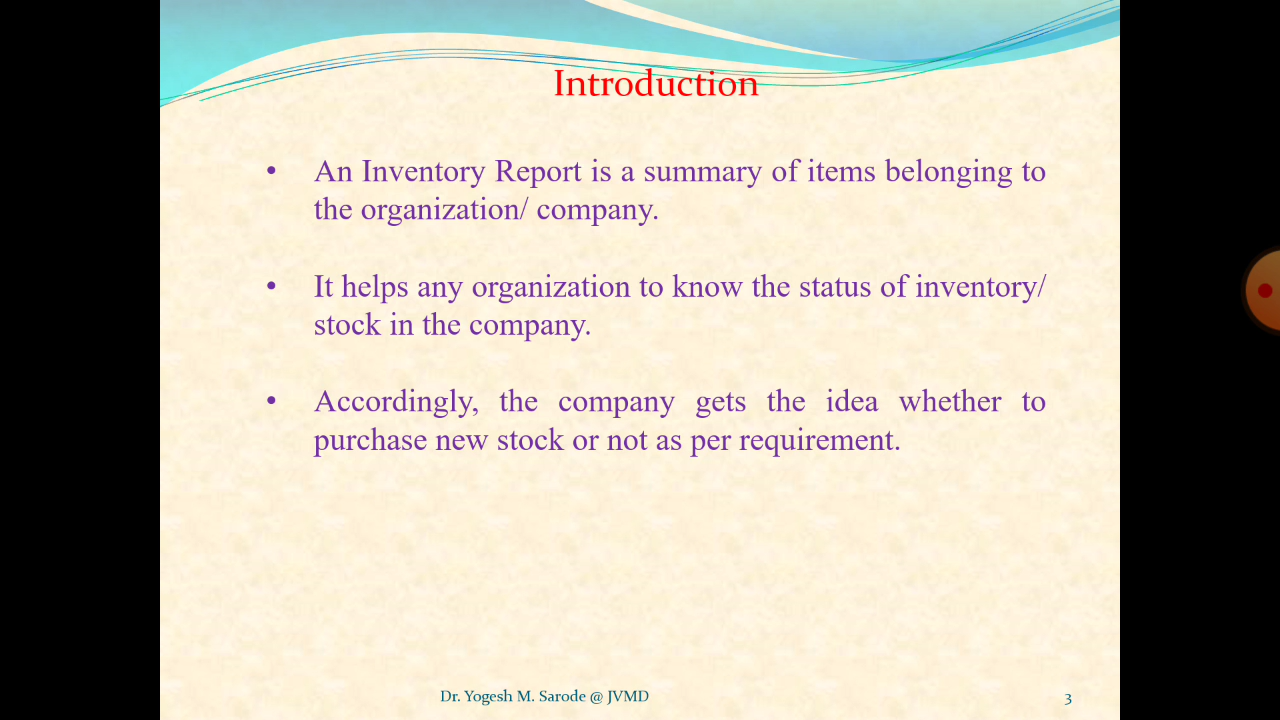 Introduction
• An Inventory Report is a summary of items belonging to
the organization/ company.
• It helps any organization to know the status of inventory/
stock in the company.
• Accordingly, the company gets the idea whether to
purchase new stock or not as per requirement.
Dr. Yogesh M. Sarode @ JVMD
3